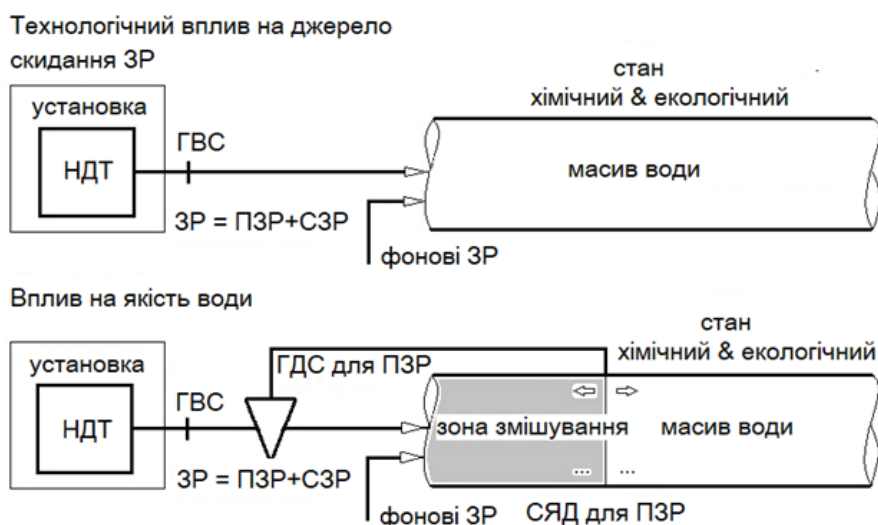 Технологічний вплив на джерело
скидання ЗР
стан
хімічний & екологічний
установка
ГВС
НДТ
масив води
ЗР = ПЗР+СЗР
фонові ЗР
Вплив на якість води
стан
хімічний & екологічний
установка
ГДС для ПЗР
ГВС
НДТ
зона змішування
масив води
ЗР = ПЗР+СЗР
... ...
фонові ЗР
СЯД для ПЗР